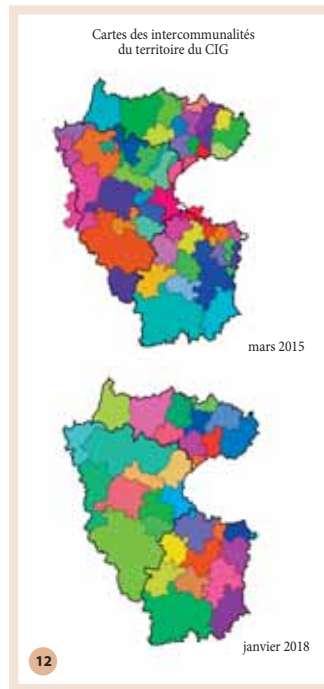 Cartes des intercommunalités
du territoire du CIG
mars 2015
janvier 2018
12